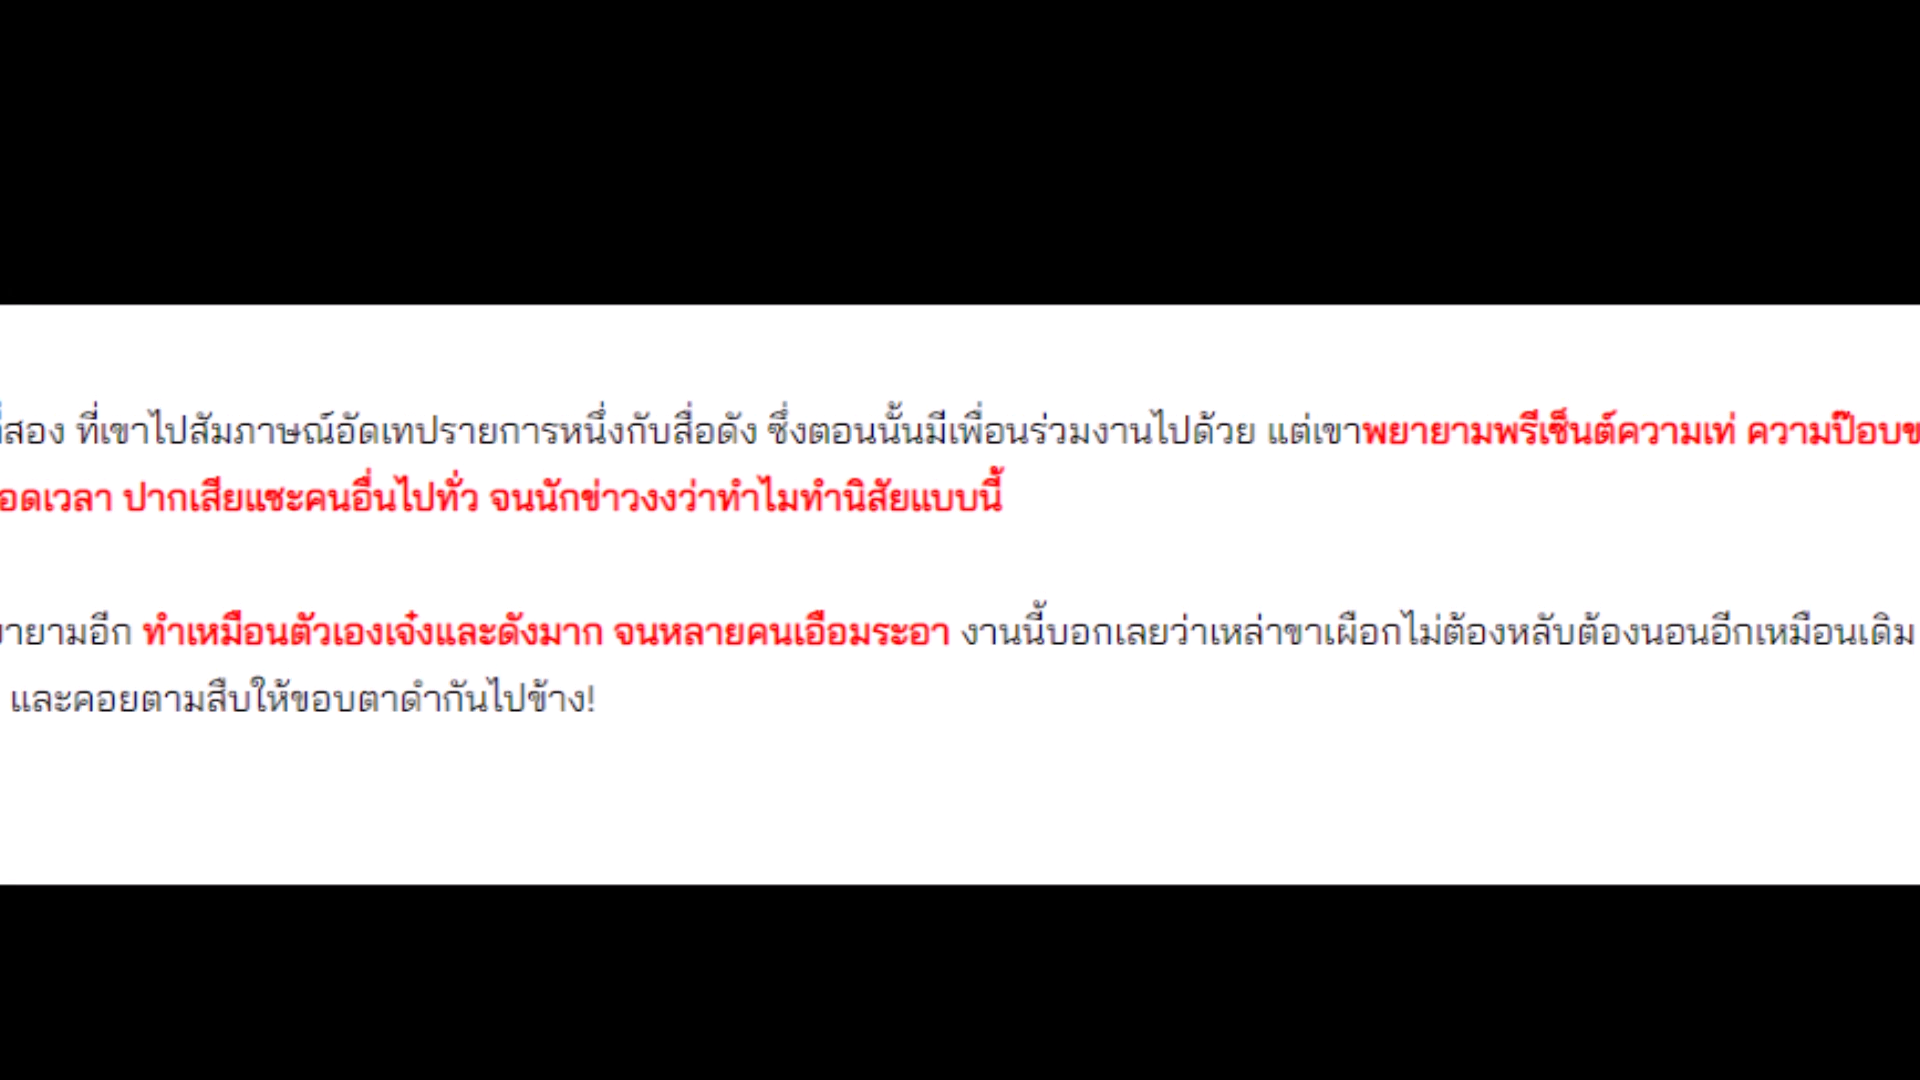 สอง ที่เขาไปสัมภาษณ์อัดเทปรายการหนึ่งกับสื่อดัง ซึ่งตอนนั้นมีเพื่อนร่วมงานไปด้วย แต่เขาพยายามพรีเซ็นต์ความเท่ ความป๊อบข
อดเวลา ปากเสียแซะคนอื่นไปทั่ว จนนักข่าวงงว่าทำไมทำนิสัยแบบนี้
ายามอีก ทำเหมือนตัวเองเจ๋งและดังมาก จนหลายคนเอือมระอา งานนี้บอกเลยว่าเหล่าขาเผือกไม่ต้องหลับต้องนอนอีกเหมือนเดิม
และคอยตามสืบให้ขอบตาดำกันไปข้าง!